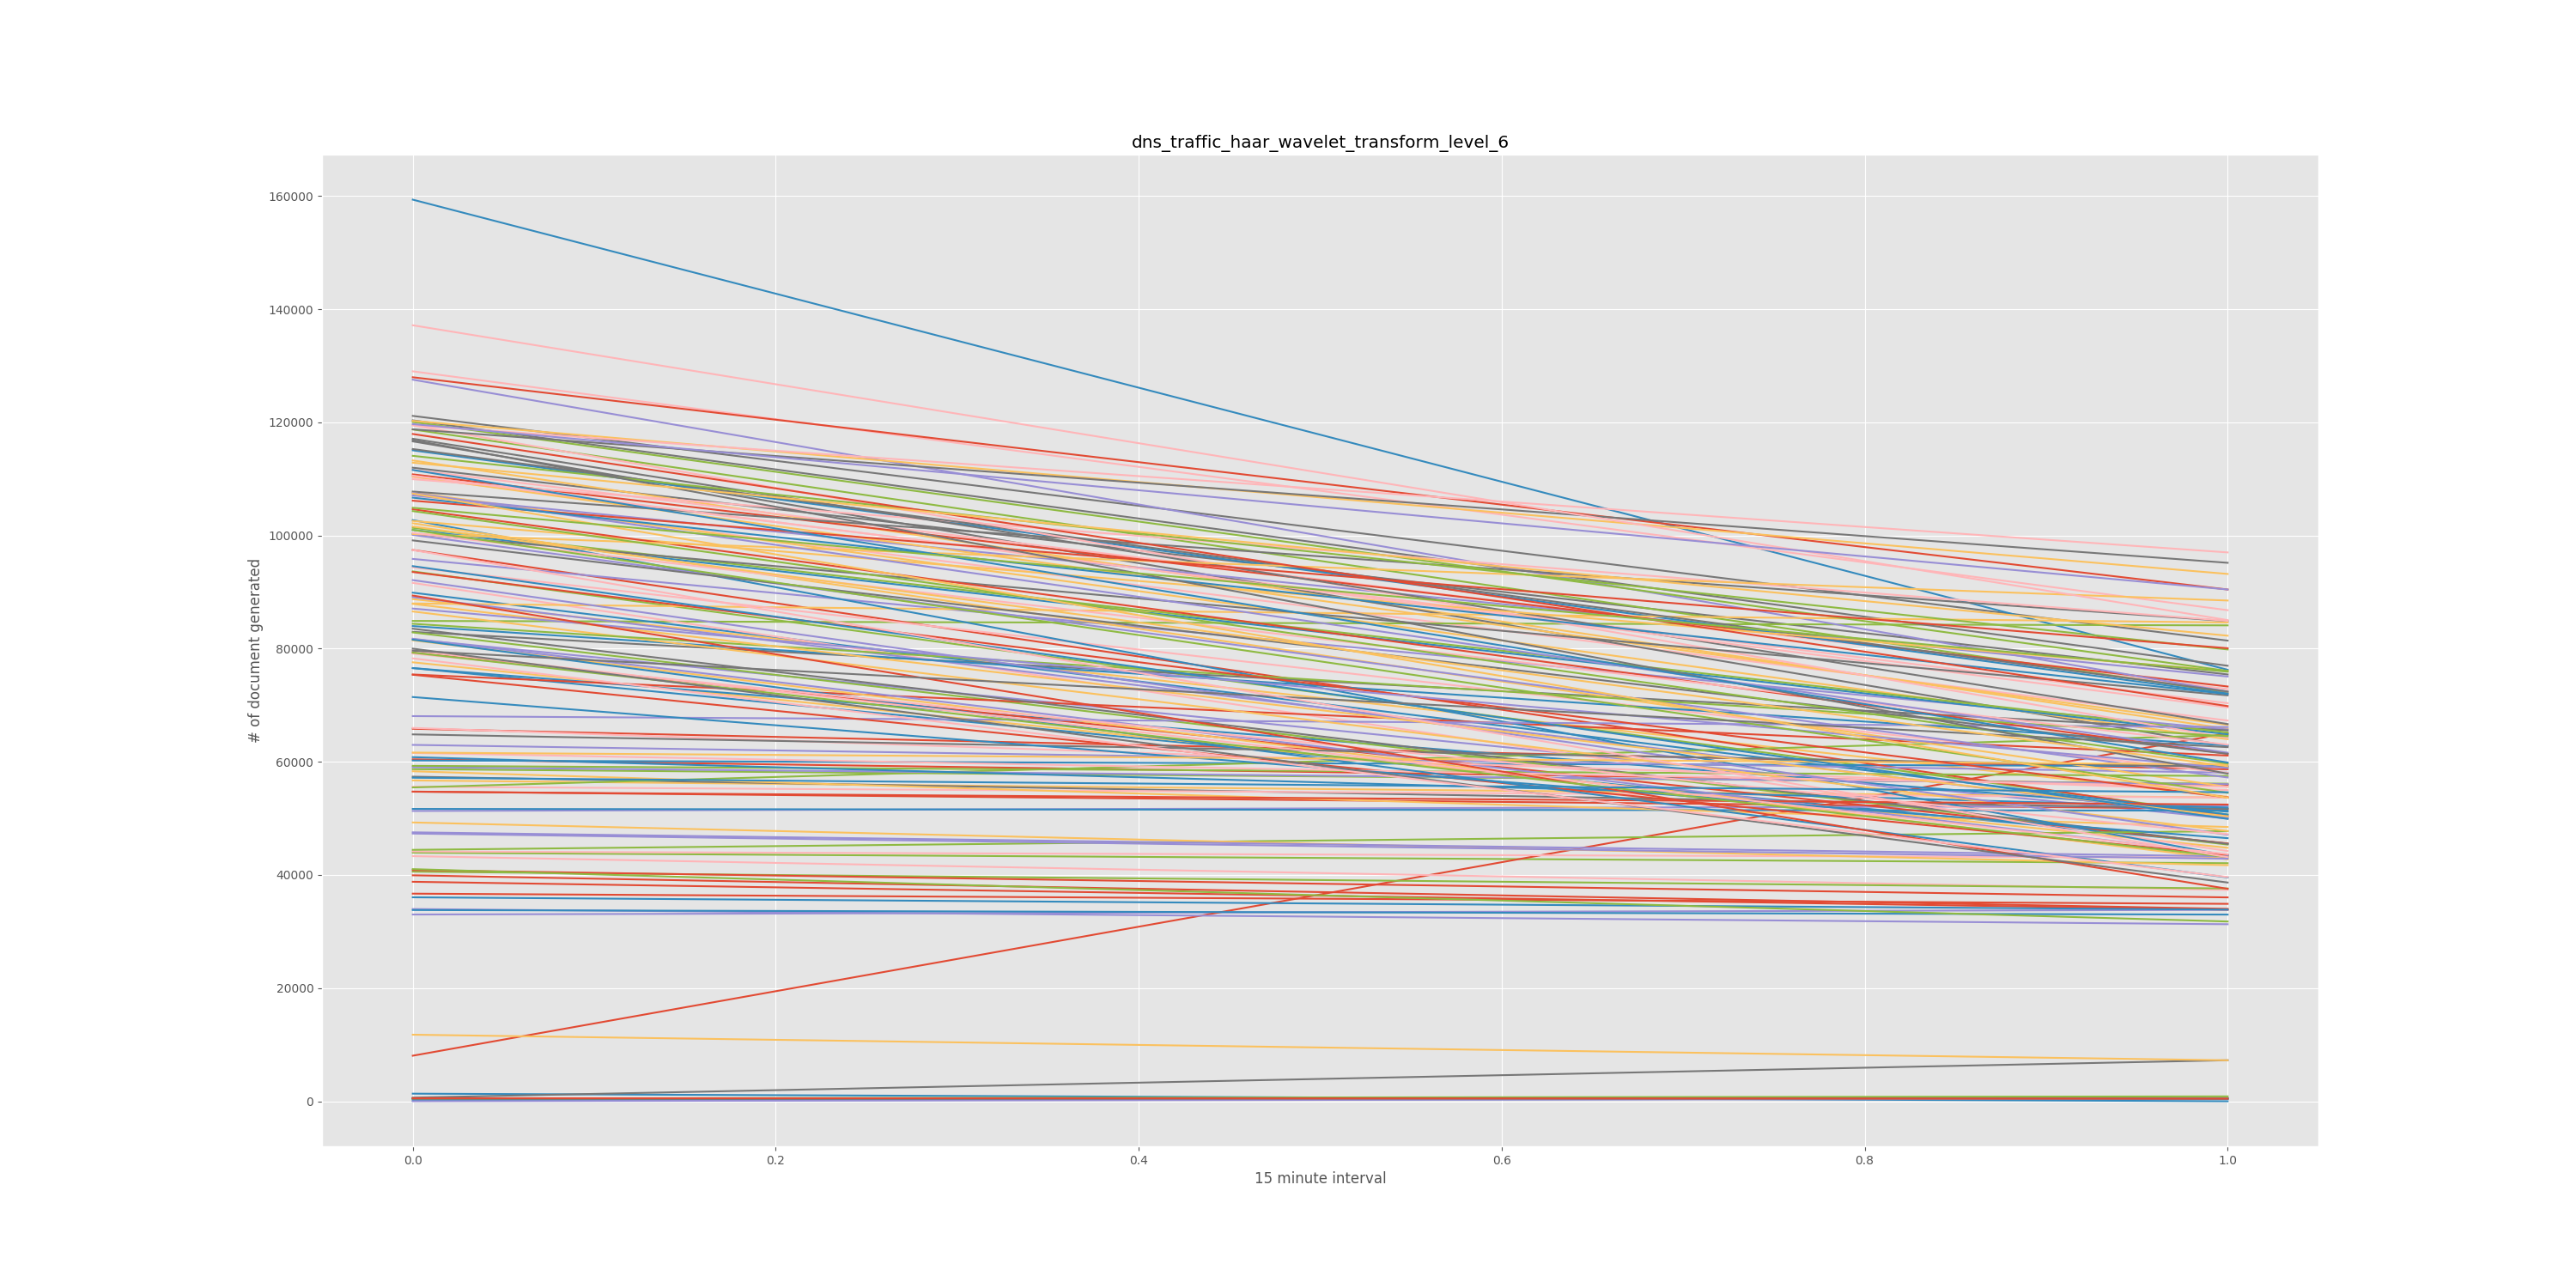 dns_traffic_haar_wavelet_transform_level_6
160000
140000
120000
100000
80000
60000
40000
20000
0
# of document generated
0.0 0.2 0.4 0.6 0.8 1.0
15 minute interval